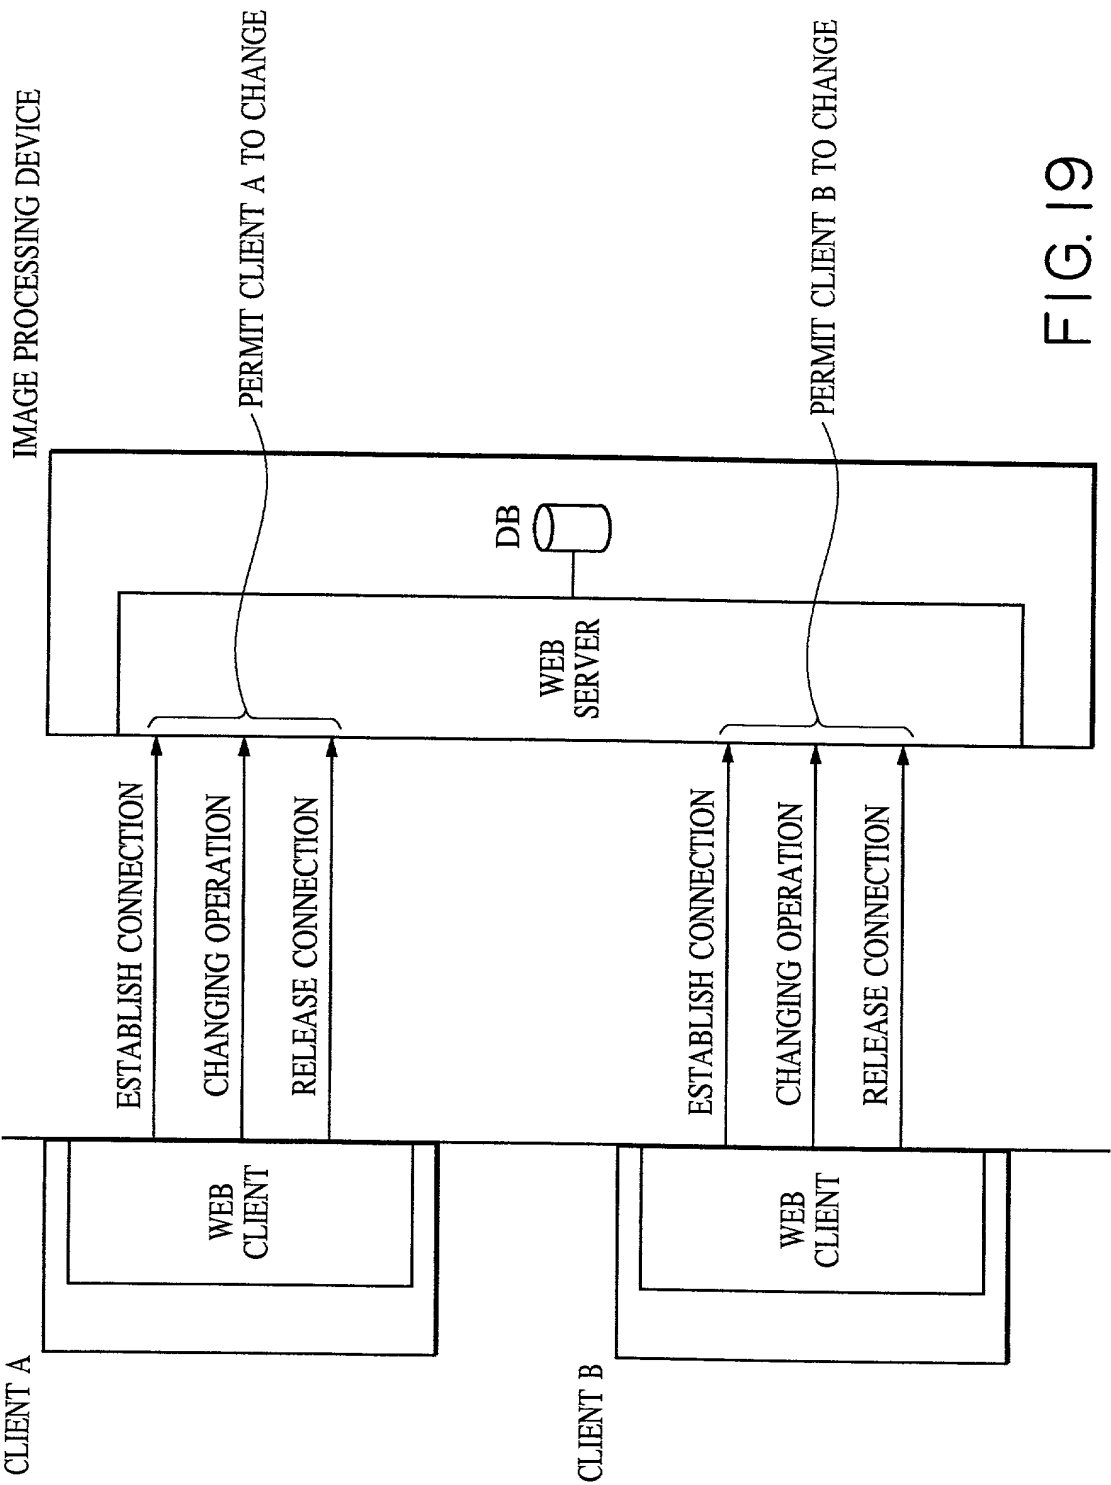 CLIENT A
IMAGE PROCESSING DEVICE
WEB
CLIENT
ESTABLISH CONNECTION
CHANGING OPERATION
RELEASE CONNECTION
PERMIT CLIENT A TO CHANGE
WEB
SERVER
DB
CLIENT B
WEB
CLIENT
ESTABLISH CONNECTION
CHANGING OPERATION
RELEASE CONNECTION
PERMIT CLIENT B TO CHANGE
FIG. 19